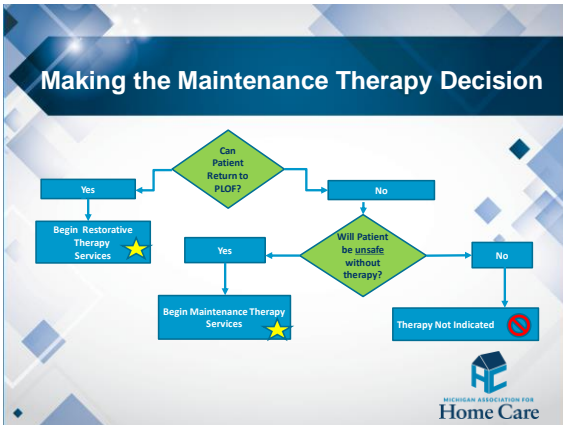 Making the Maintenance Therapy Decision
Can
Patient
Return to
PLOF?
Yes
No
Begin Restorative
Therapy
Services
Will Patient
be unsafe
without
therapy?
Yes
No
Begin Maintenance Therapy
Services
Therapy Not Indicated
MICHIGAN ASSOCIATION FOR
Home Care